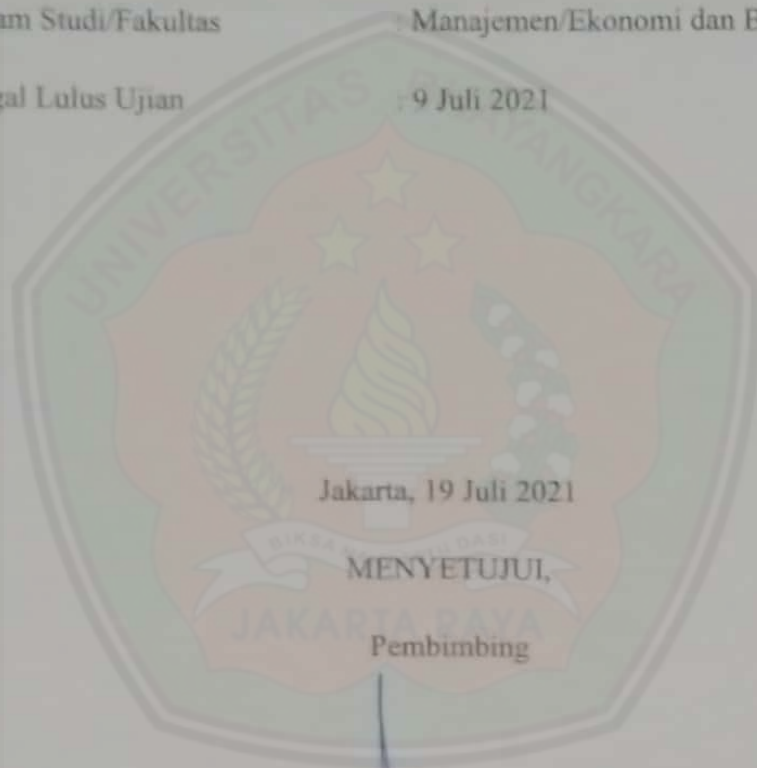 am Studi/Fakultas : Manajemen/Ekonomi dan B
gal Lulus Ujian : 9 Juli 2021
UNIVERSITAS BHAYANGKARA
Jakarta, 19 Juli 2021
MENYETUJUI,
JAKARTA RAYA
Pembimbing